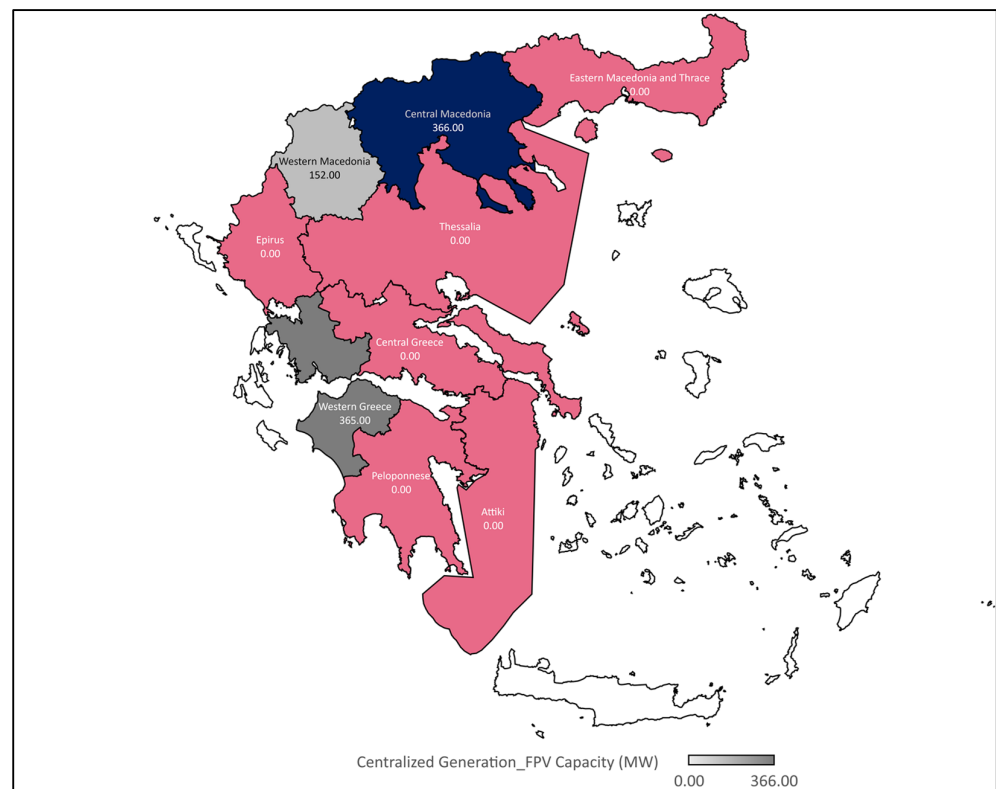 Eastern Macedonia and Thrace
0.00
Central Macedonia
366.00
Western Macedonia
152.00
Thessalia
0.00
Epirus
0.00
Central Greece
0.00
Western Greece
365.00
Peloponnese
0.00
Attiki
0.00
Centralized Generation_FPV Capacity (MW)
0.00 366.00